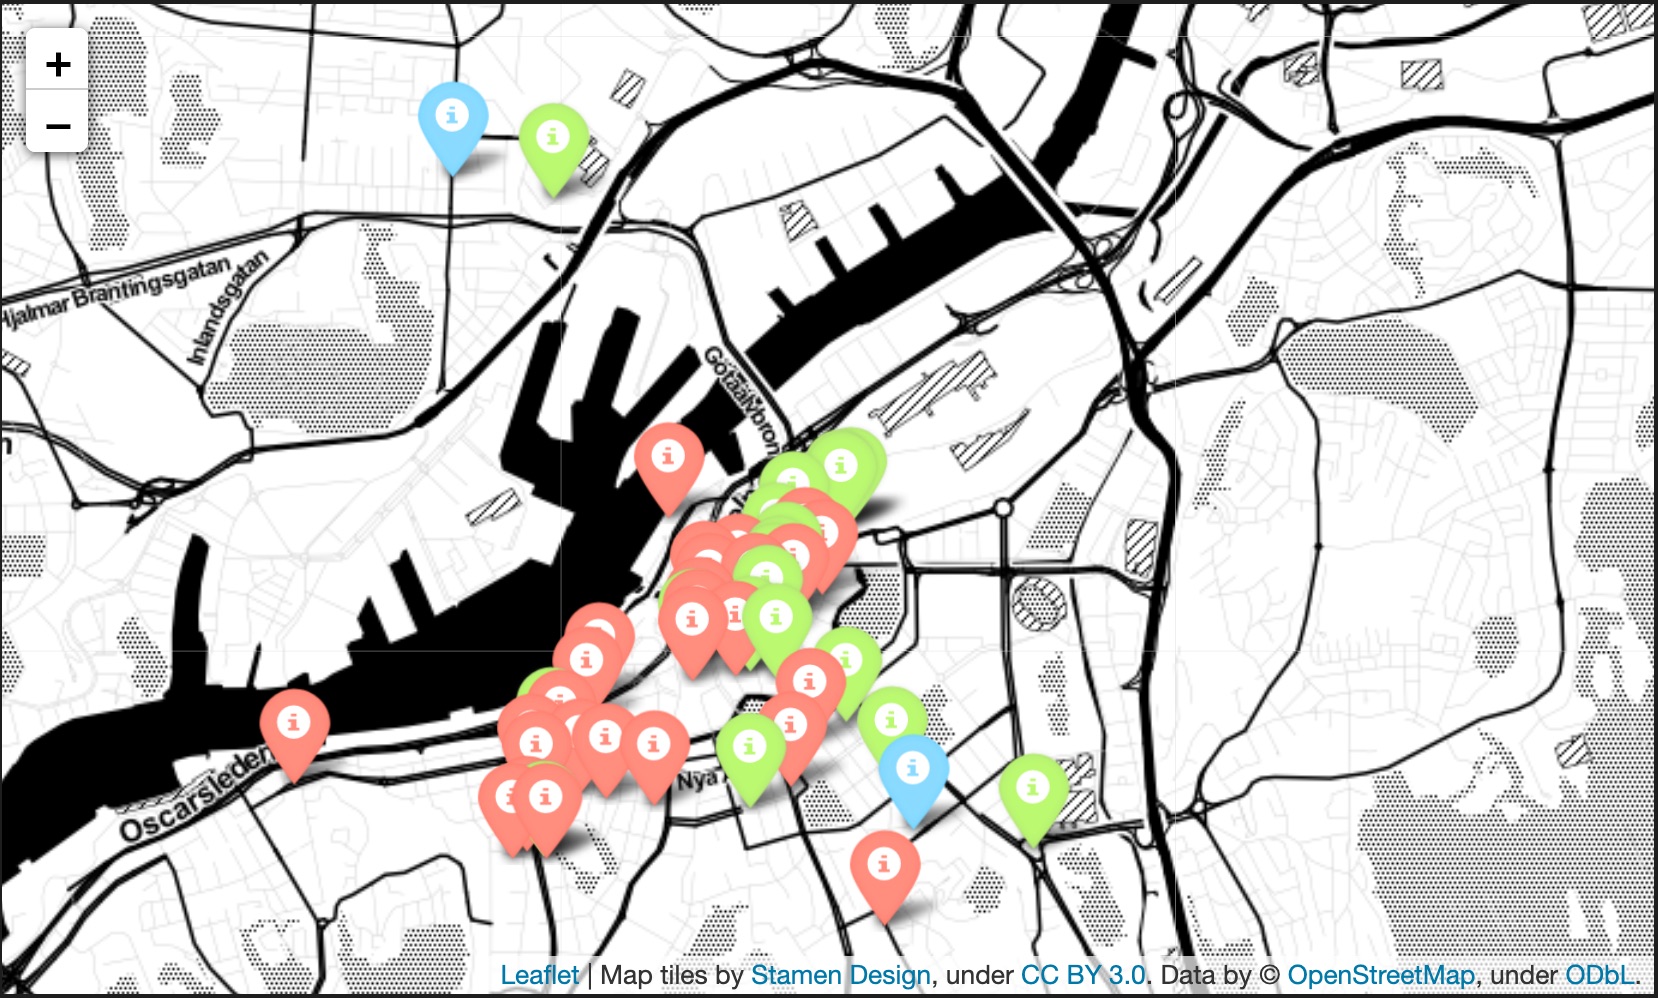 +
−
Hjalmar Brantingsgatan
Inlandsgatan
Götaälvbron
Oscarsleden
Nya
Leaflet | Map tiles by Stamen Design, under CC BY 3.0. Data by © OpenStreetMap, under ODbL.